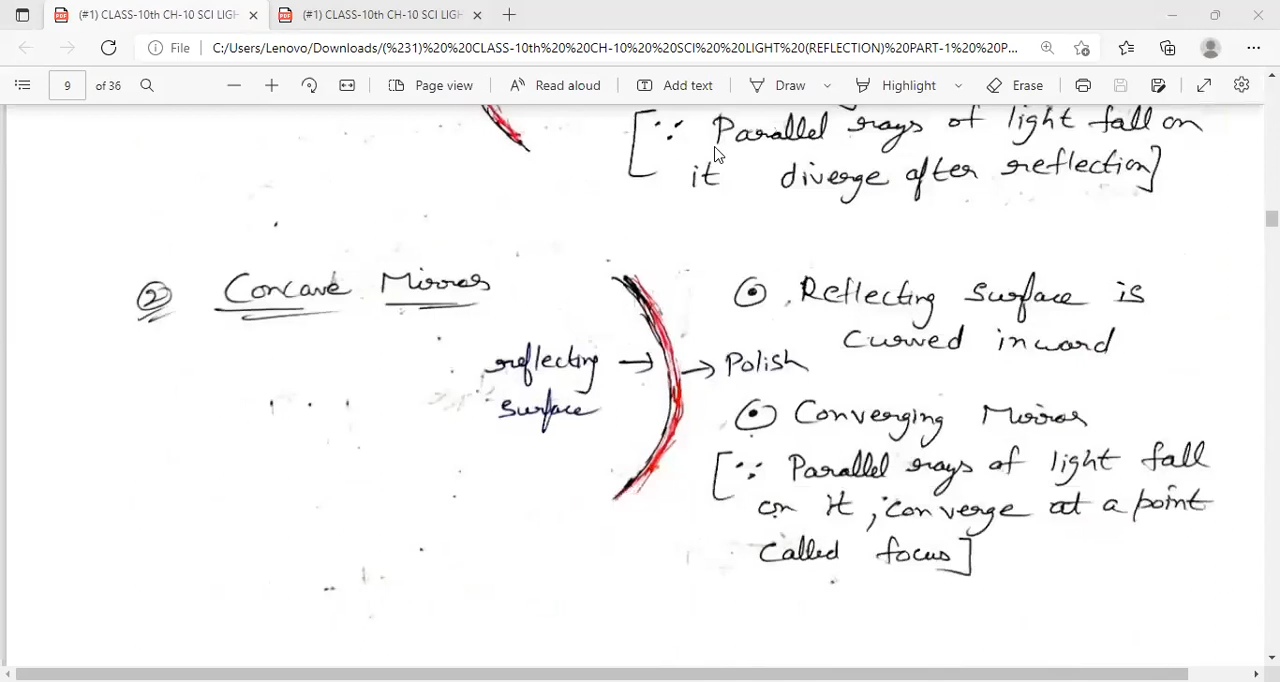 (#1) CLASS-10th CH-10 SCI LIGH
(#1) CLASS-10th CH-10 SCI LIGH
File
C:/Users/Lenovo/Downloads/(%231)%20%20CLASS-10th%20%20CH-10%20%20SCI%20%20LIGHT%20(REFLECTION)%20PART-1%20%20P...
9 of 36
Page view
Read aloud
Add text
Draw
Highlight
Erase
[∵ Parallel rays of light fall on
it diverge after reflection]
② Concave Mirror
⊙ Reflecting surface is
curved inward
reflecting → → Polish
surface
⊙ Converging Mirror
[∵ Parallel rays of light fall
on it, converge at a point
called focus]